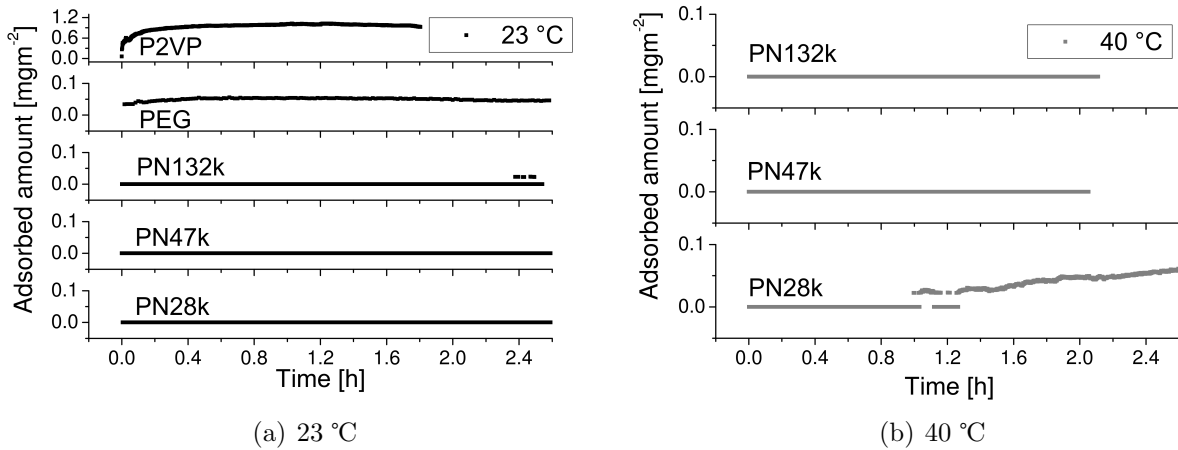 1.2
0.6
0.0
P2VP
23 °C
0.1
0.0
PEG
0.1
0.0
PN132k
0.1
0.0
PN47k
0.1
0.0
PN28k
0.0 0.4 0.8 1.2 1.6 2.0 2.4
Time [h]
Adsorbed amount [mgm⁻²]
(a) 23 °C
0.1
0.0
PN132k
40 °C
0.1
0.0
PN47k
0.1
0.0
PN28k
0.0 0.4 0.8 1.2 1.6 2.0 2.4
Time [h]
Adsorbed amount [mgm⁻²]
(b) 40 °C